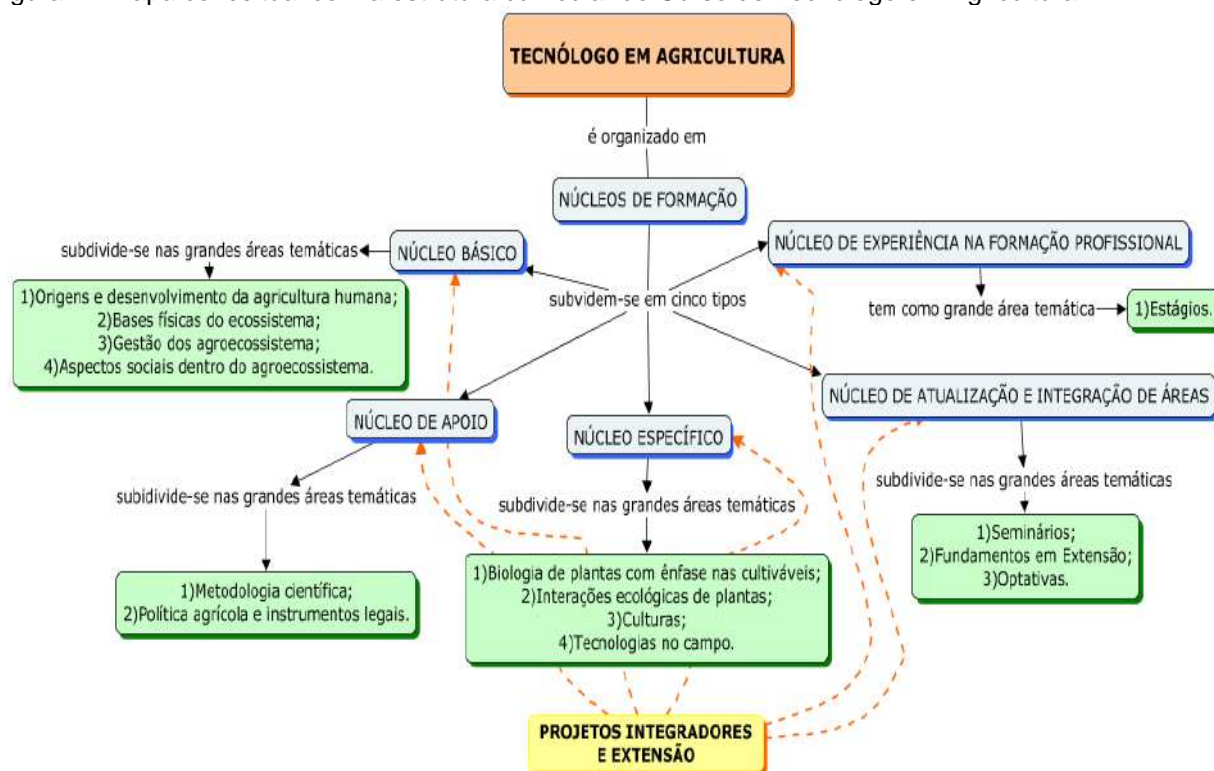 TECNÓLOGO EM AGRICULTURA
é organizado em
NÚCLEOS DE FORMAÇÃO
subvidem-se em cinco tipos
NÚCLEO BÁSICO
subdivide-se nas grandes áreas temáticas
1)Origens e desenvolvimento da agricultura humana;
2)Bases físicas do ecossistema;
3)Gestão dos agroecossistema;
4)Aspectos sociais dentro do agroecossistema.
NÚCLEO DE EXPERIÊNCIA NA FORMAÇÃO PROFISSIONAL
tem como grande área temática
1)Estágios.
NÚCLEO DE APOIO
subidivide-se nas grandes áreas temáticas
1)Metodologia científica;
2)Política agrícola e instrumentos legais.
NÚCLEO ESPECÍFICO
subdivide-se nas grandes áreas temáticas
1)Biologia de plantas com ênfase nas cultiváveis;
2)Interações ecológicas de plantas;
3)Culturas;
4)Tecnologias no campo.
NÚCLEO DE ATUALIZAÇÃO E INTEGRAÇÃO DE ÁREAS
subdivide-se nas grandes áreas temáticas
1)Seminários;
2)Fundamentos em Extensão;
3)Optativas.
PROJETOS INTEGRADORES
E EXTENSÃO